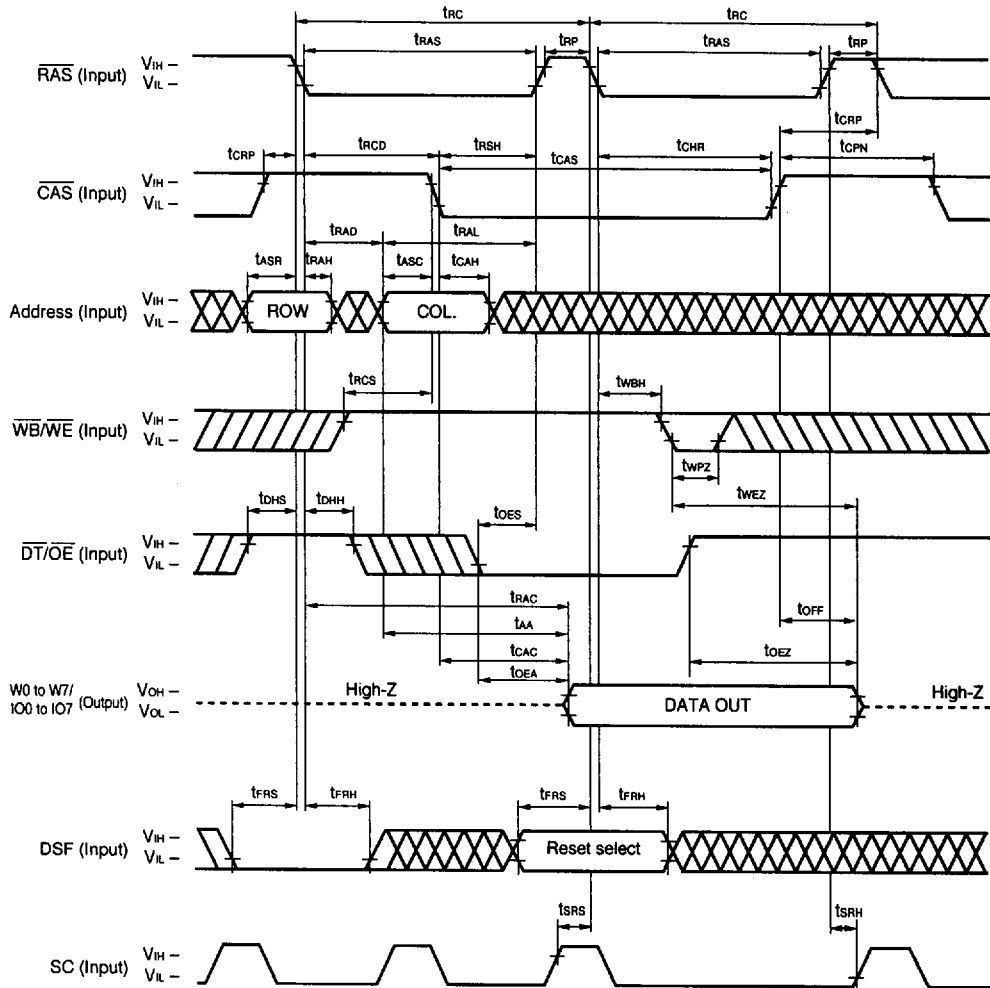 tRC tRC
tRAS tRP tRAS tRP
RAS (Input) VIH – VIL –
tCRP
tCRP tRCD tRSH tCAS tCHR tCPN
CAS (Input) VIH – VIL –
tRAD tRAL
tASR tRAH tASC tCAH
Address (Input) VIH – VIL – ROW COL.
tRCS tWBH
WB/WE (Input) VIH – VIL –
tWPZ
tWEZ
tDHS tDHH tOES
DT/OE (Input) VIH – VIL –
tRAC tOFF
tAA
tCAC tOEZ
tOEA
W0 to W7/
IO0 to IO7 (Output) VOH – VOL – High-Z DATA OUT High-Z
tFRS tFRH tFRS tFRH
DSF (Input) VIH – VIL – Reset select
tSRS tSRH
SC (Input) VIH – VIL –